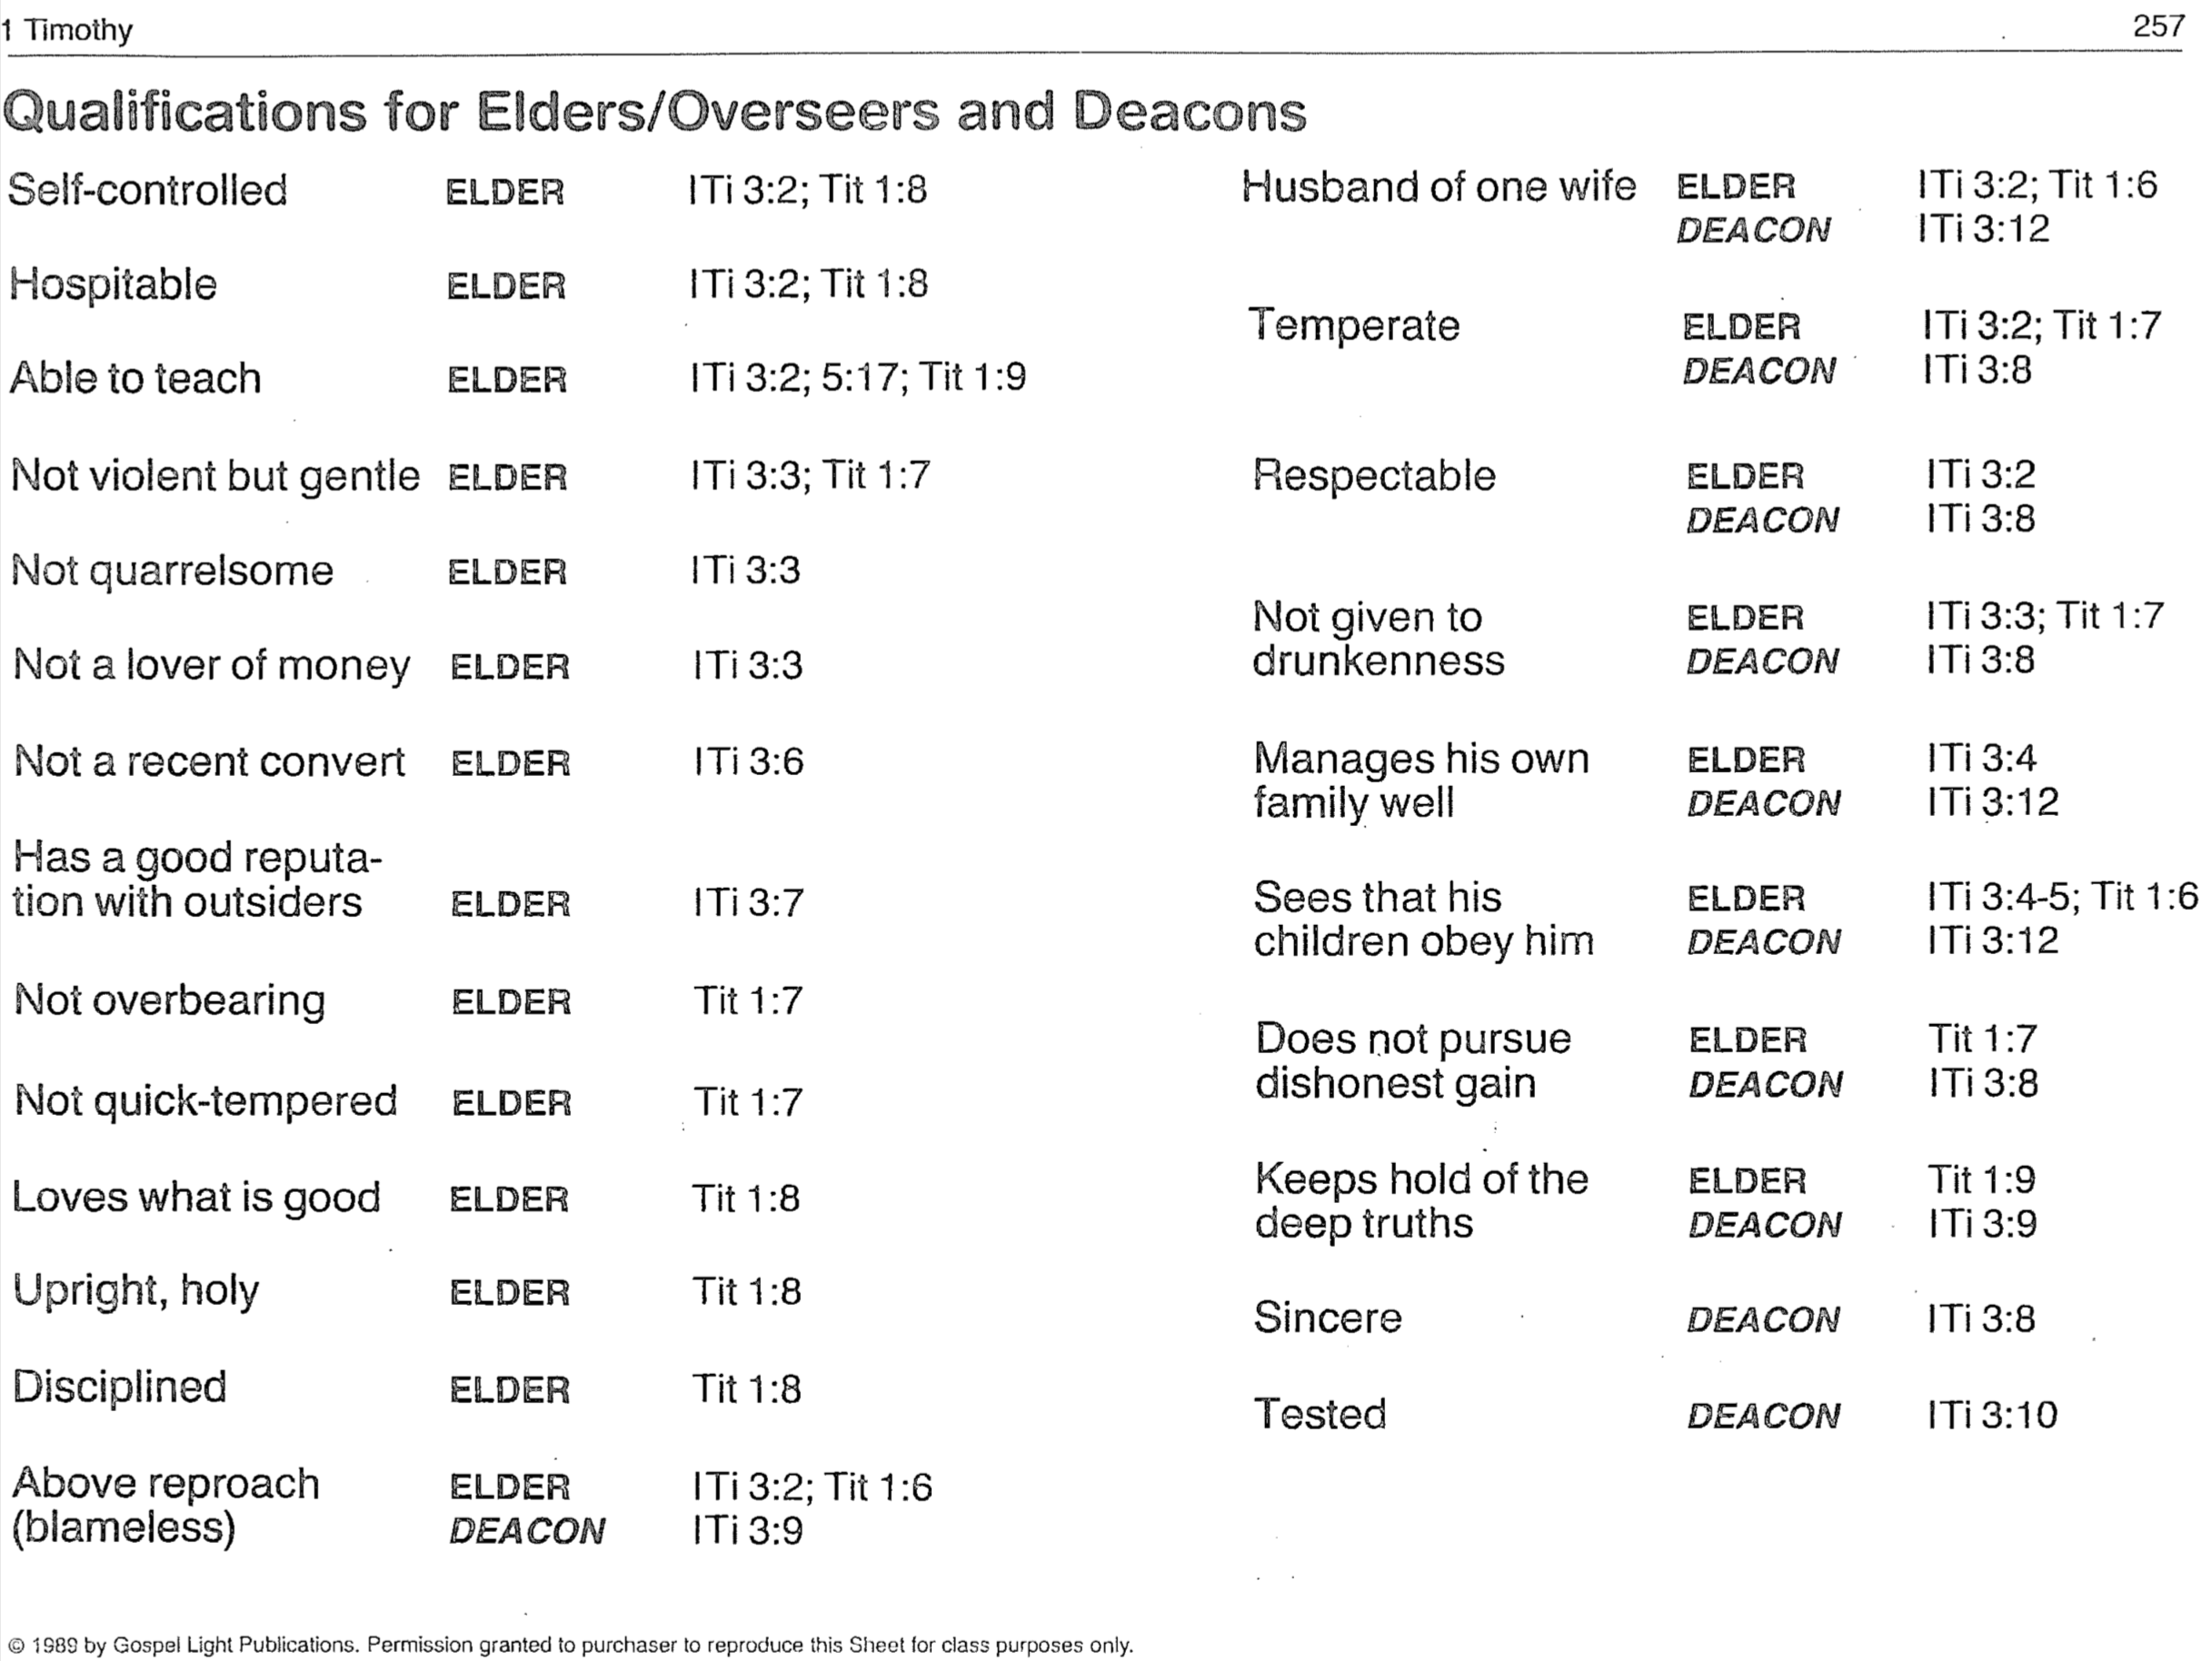 1 Timothy 257
Qualifications for Elders/Overseers and Deacons
Self-controlled ELDER ITi 3:2; Tit 1:8
Hospitable ELDER ITi 3:2; Tit 1:8
Able to teach ELDER ITi 3:2; 5:17; Tit 1:9
Not violent but gentle ELDER ITi 3:3; Tit 1:7
Not quarrelsome ELDER ITi 3:3
Not a lover of money ELDER ITi 3:3
Not a recent convert ELDER ITi 3:6
Has a good reputa-
tion with outsiders ELDER ITi 3:7
Not overbearing ELDER Tit 1:7
Not quick-tempered ELDER Tit 1:7
Loves what is good ELDER Tit 1:8
Upright, holy ELDER Tit 1:8
Disciplined ELDER Tit 1:8
Above reproach ELDER ITi 3:2; Tit 1:6
(blameless) DEACON ITi 3:9
Husband of one wife ELDER ITi 3:2; Tit 1:6
DEACON ITi 3:12
Temperate ELDER ITi 3:2; Tit 1:7
DEACON ITi 3:8
Respectable ELDER ITi 3:2
DEACON ITi 3:8
Not given to ELDER ITi 3:3; Tit 1:7
drunkenness DEACON ITi 3:8
Manages his own ELDER ITi 3:4
family well DEACON ITi 3:12
Sees that his ELDER ITi 3:4-5; Tit 1:6
children obey him DEACON ITi 3:12
Does not pursue ELDER Tit 1:7
dishonest gain DEACON ITi 3:8
Keeps hold of the ELDER Tit 1:9
deep truths DEACON ITi 3:9
Sincere DEACON ITi 3:8
Tested DEACON ITi 3:10
© 1989 by Gospel Light Publications. Permission granted to purchaser to reproduce this Sheet for class purposes only.